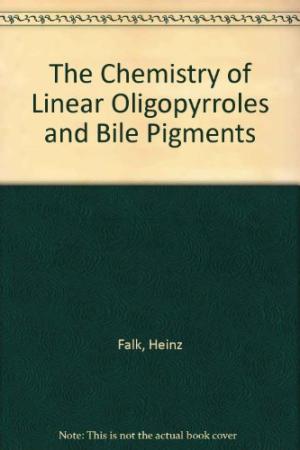 The Chemistry of
Linear Oligopyrroles
and Bile Pigments
Falk, Heinz
Note: This is not the actual book cover